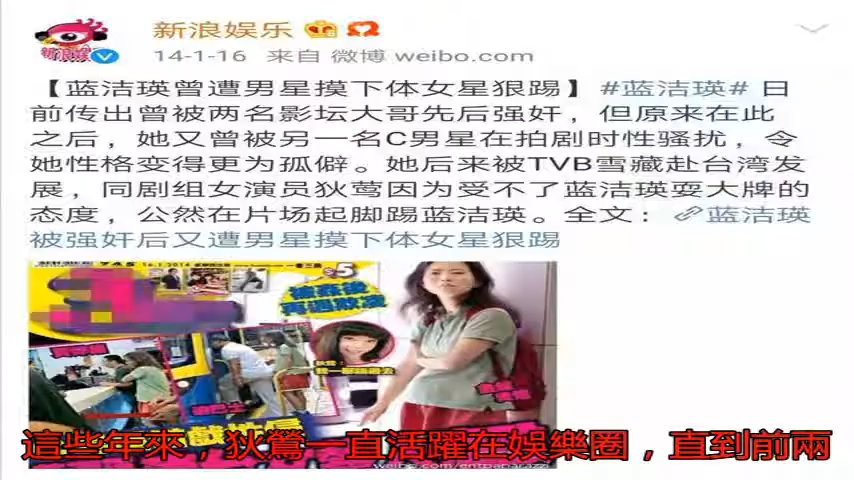 新浪娱乐
新浪娱
14-1-16 来自 微博 weibo.com
【蓝洁瑛曾遭男星摸下体女星狠踢】#蓝洁瑛# 日
前传出曾被两名影坛大哥先后强奸，但原来在此
之后，她又曾被另一名C男星在拍剧时性骚扰，令
她性格变得更为孤僻。她后来被TVB雪藏赴台湾发
展，同剧组女演员狄莺因为受不了蓝洁瑛耍大牌的
态度，公然在片场起脚踢蓝洁瑛。全文： 蓝洁瑛
被强奸后又遭男星摸下体女星狠踢
16.1.2014
$5
這些年來，狄鶯一直活躍在娛樂圈，直到前兩
weibo.com/entpaparazzi